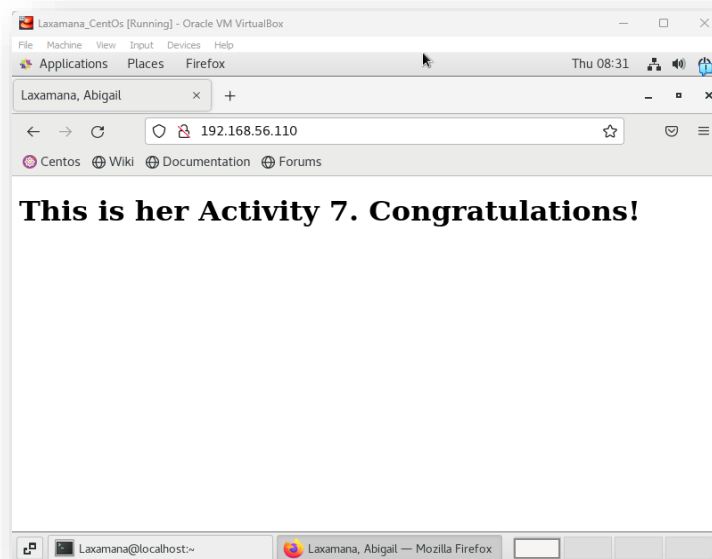 Laxamana_CentOs [Running] - Oracle VM VirtualBox
File Machine View Input Devices Help
Applications Places Firefox Thu 08:31
Laxamana, Abigail
192.168.56.110
Centos Wiki Documentation Forums
This is her Activity 7. Congratulations!
Laxamana@localhost:~ Laxamana, Abigail — Mozilla Firefox